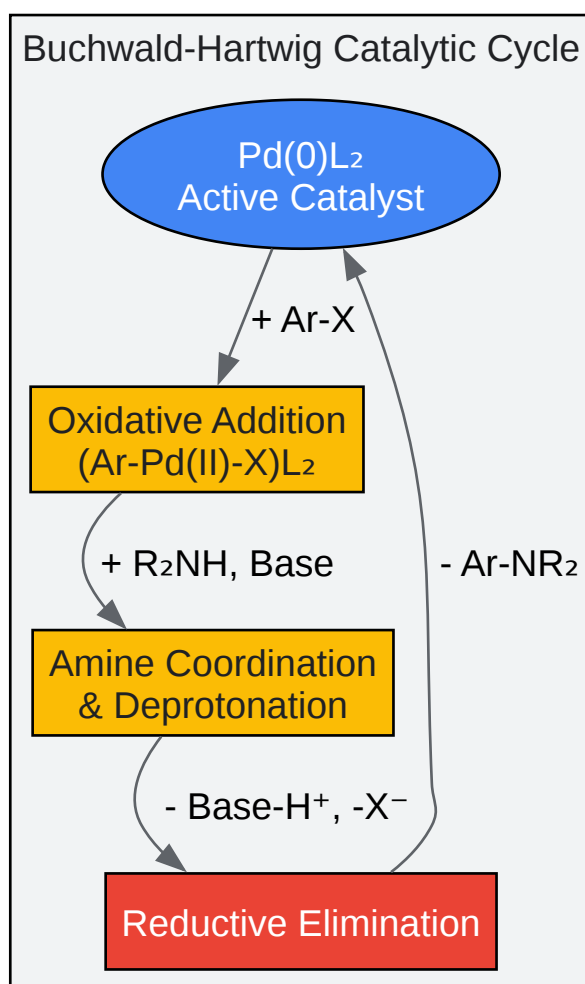 Buchwald-Hartwig Catalytic Cycle
Pd(0)L₂
Active Catalyst
+ Ar-X
Oxidative Addition
(Ar-Pd(II)-X)L₂
+ R₂NH, Base
- Ar-NR₂
Amine Coordination
& Deprotonation
- Base-H⁺, -X⁻
Reductive Elimination